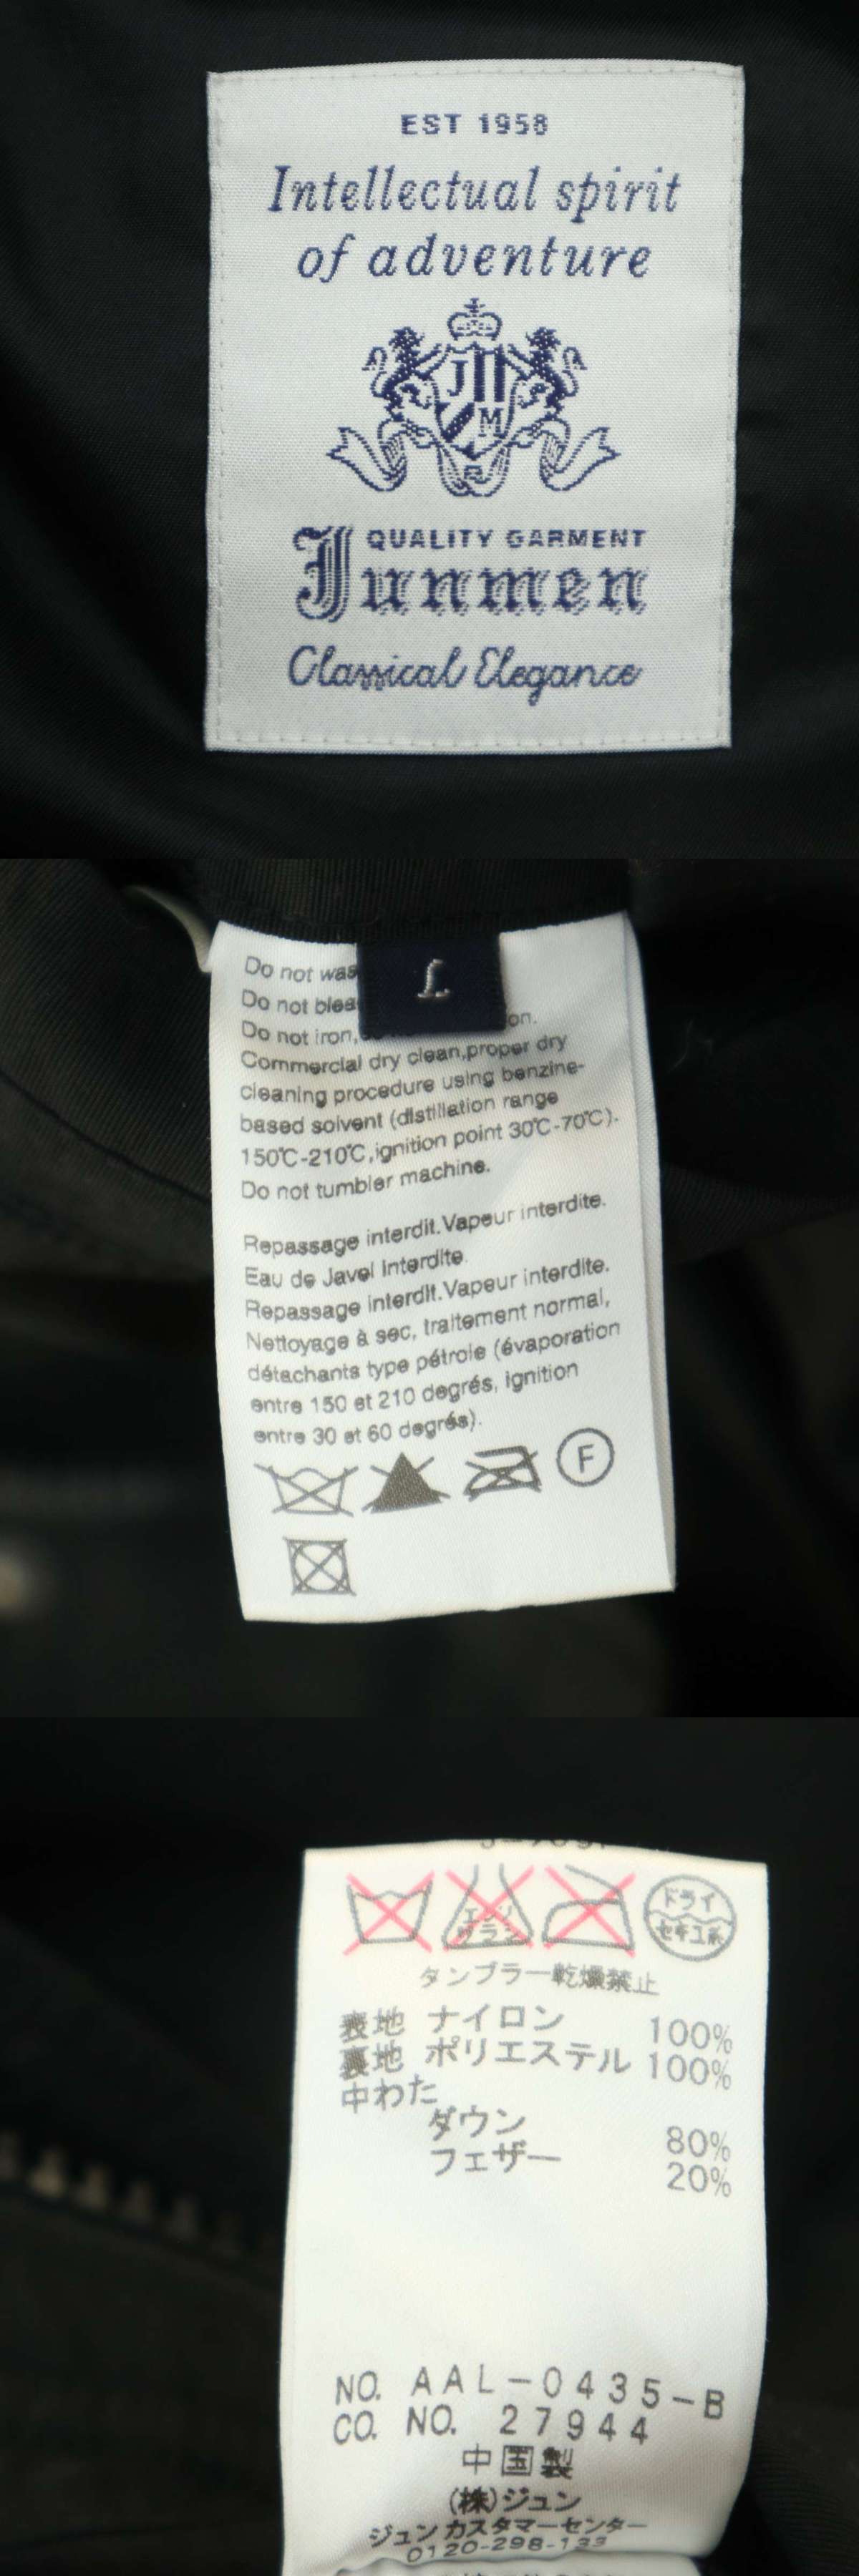 EST 1958
Intellectual spirit
of adventure
J
M
QUALITY GARMENT
Junmen
Classical Elegance
L
Do not
Do not
Do not iron,
Commercial dry clean,proper dry
cleaning procedure using benzine-
based solvent (distillation range
150℃-210℃,ignition point 30℃-70℃).
Do not tumbler machine.
Repassage interdit.Vapeur interdite.
Eau de Javel Interdite.
Repassage interdit.Vapeur interdite.
Nettoyage à sec, traitement normal,
détachants type pétrole (évaporation
entre 150 et 210 degrés, ignition
entre 30 et 60 degrés).
F
エンソ
サラシ
ドライ
セキユ系
タンブラー乾燥禁止
表地 ナイロン 100%
裏地 ポリエステル 100%
中わた
ダウン 80%
フェザー 20%
NO. AAL-0435-B
CO. NO. 27944
中国製
(株)ジュン
ジュン カスタマーセンター
0120-298-133